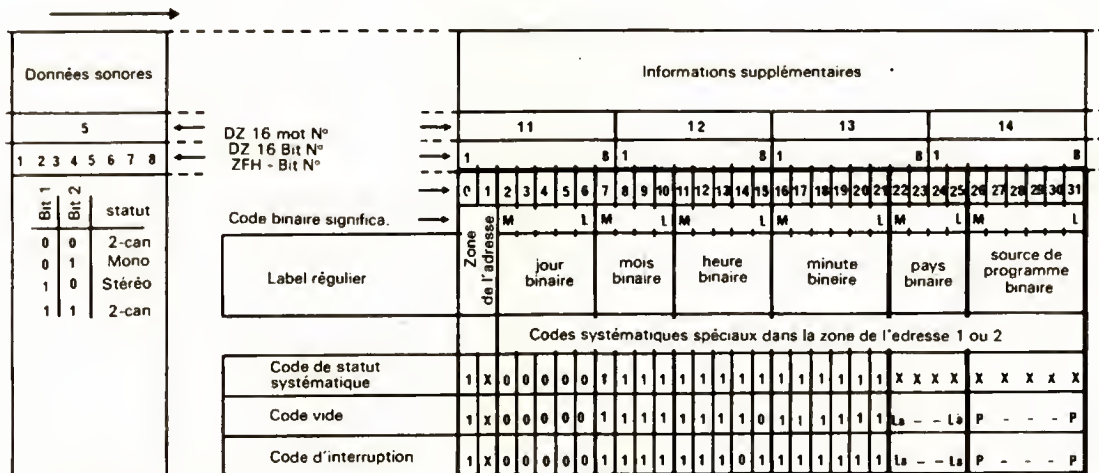 Données sonores
Informations supplémentaires
5
DZ 16 mot Nº
11 12 13 14
DZ 16 Bit Nº
1 2 3 4 5 6 7 8
ZFH - Bit Nº
1 8 1 8 1 8 1 8
0 1 2 3 4 5 6 7 8 9 10 11 12 13 14 15 16 17 18 19 20 21 22 23 24 25 26 27 28 29 30 31
Bit 1 Bit 2 statut
0 0 2-can
0 1 Mono
1 0 Stéréo
1 1 2-can
Code binaire significa.
M L M L M L M L M L M L
Label régulier
Zone
de l'adresse
jour
binaire
mois
binaire
heure
binaire
minute
bineire
pays
binaire
source de
programme
binaire
Codes systématiques spéciaux dans la zone de l'edresse 1 ou 2
Code de statut
systématique
1 X 0 0 0 0 0 1 1 1 1 1 1 1 1 1 1 1 1 1 1 1 X X X X X X X X X X
Code vide
1 X 0 0 0 0 0 1 1 1 1 1 1 1 1 0 1 1 1 1 1 1 La - - La P - - - P
Code d'interruption
1 X 0 0 0 0 0 1 1 1 1 1 1 1 0 1 1 1 1 1 1 1 La - - La P - - - P